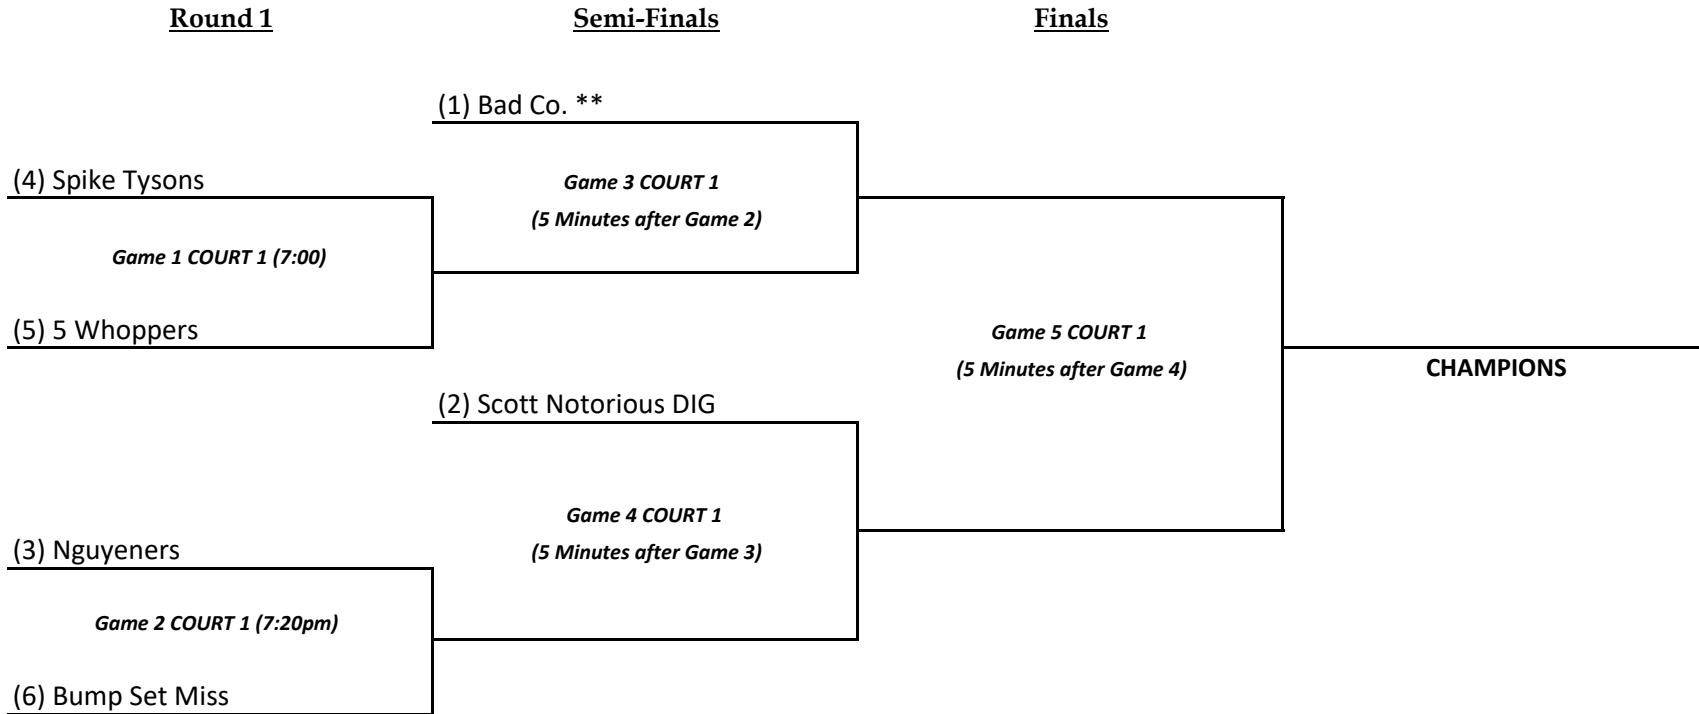 Round 1
Semi-Finals
Finals
(1) Bad Co. **
(4) Spike Tysons
Game 3 COURT 1
(5 Minutes after Game 2)
Game 1 COURT 1 (7:00)
(5) 5 Whoppers
Game 5 COURT 1
(5 Minutes after Game 4)
CHAMPIONS
(2) Scott Notorious DIG
Game 4 COURT 1
(5 Minutes after Game 3)
(3) Nguyeners
Game 2 COURT 1 (7:20pm)
(6) Bump Set Miss